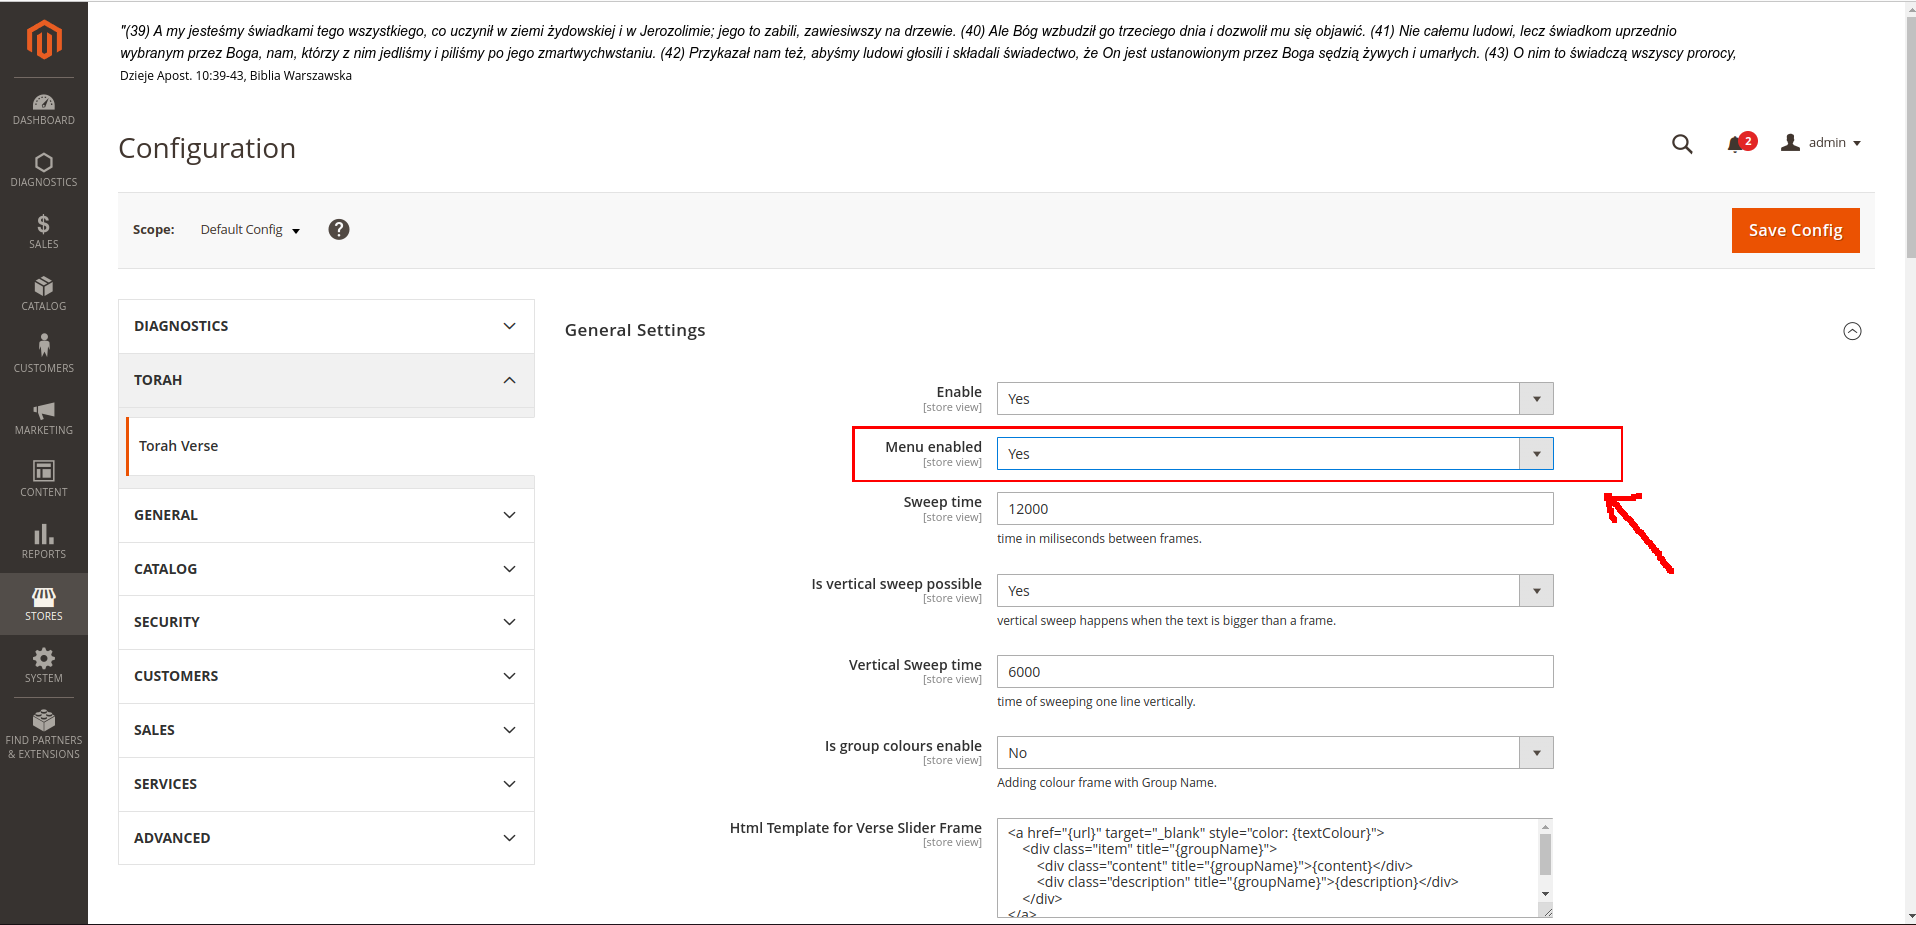 "(39) A my jesteśmy świadkami tego wszystkiego, co uczynił w ziemi żydowskiej i w Jerozolimie; jego to zabili, zawiesiwszy na drzewie. (40) Ale Bóg wzbudził go trzeciego dnia i dozwolił mu się objawić. (41) Nie całemu ludowi, lecz świadkom uprzednio
wybranym przez Boga, nam, którzy z nim jedliśmy i piliśmy po jego zmartwychwstaniu. (42) Przykazał nam też, abyśmy ludowi głosili i składali świadectwo, że On jest ustanowionym przez Boga sędzią żywych i umarłych. (43) O nim to świadczą wszyscy prorocy,
Dzieje Apost. 10:39-43, Biblia Warszawska
DASHBOARD
DIAGNOSTICS
SALES
CATALOG
CUSTOMERS
MARKETING
CONTENT
REPORTS
STORES
SYSTEM
FIND PARTNERS
& EXTENSIONS
Configuration
2
admin
Scope: Default Config ?
Save Config
DIAGNOSTICS
TORAH
Torah Verse
GENERAL
CATALOG
SECURITY
CUSTOMERS
SALES
SERVICES
ADVANCED
General Settings
Enable
[store view]
Yes
Menu enabled
[store view]
Yes
Sweep time
[store view]
12000
time in miliseconds between frames.
Is vertical sweep possible
[store view]
Yes
vertical sweep happens when the text is bigger than a frame.
Vertical Sweep time
[store view]
6000
time of sweeping one line vertically.
Is group colours enable
[store view]
No
Adding colour frame with Group Name.
Html Template for Verse Slider Frame
[store view]
<a href="{url}" target="_blank" style="color: {textColour}">
<div class="item" title="{groupName}">
<div class="content" title="{groupName}">{content}</div>
<div class="description" title="{groupName}">{description}</div>
</div>
</a>